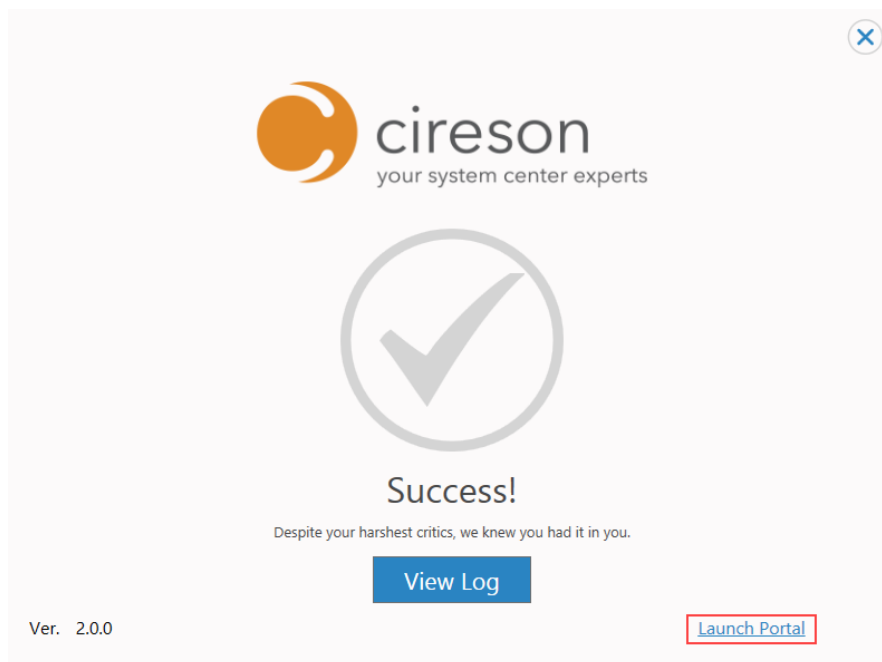 cireson
your system center experts
Success!
Despite your harshest critics, we knew you had it in you.
View Log
Ver. 2.0.0
Launch Portal